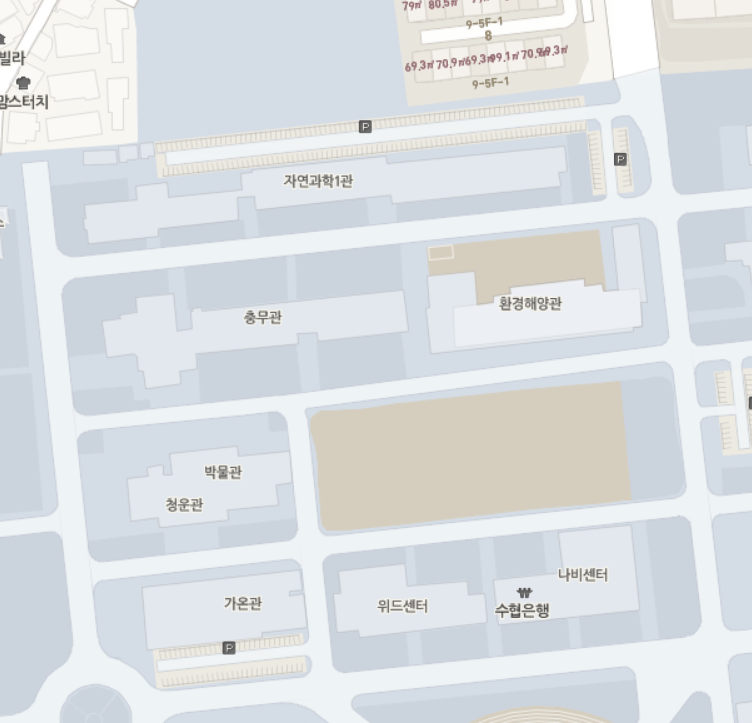 79㎡ 80.5㎡
9-5F-1
8
69.3㎡ 70.9㎡ 69.3㎡ 99.1㎡ 70.9㎡ 69.3㎡
9-5F-1
빌라
맘스터치
P
자연과학1관
P
환경해양관
충무관
박물관
청운관
나비센터
가온관
위드센터
수협은행
P